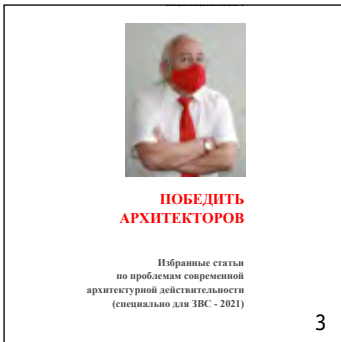 ПОБЕДИТЬ
АРХИТЕКТОРОВ
Избранные статьи
по проблемам современной
архитектурной действительности
(специально для ЗВС - 2021)
3